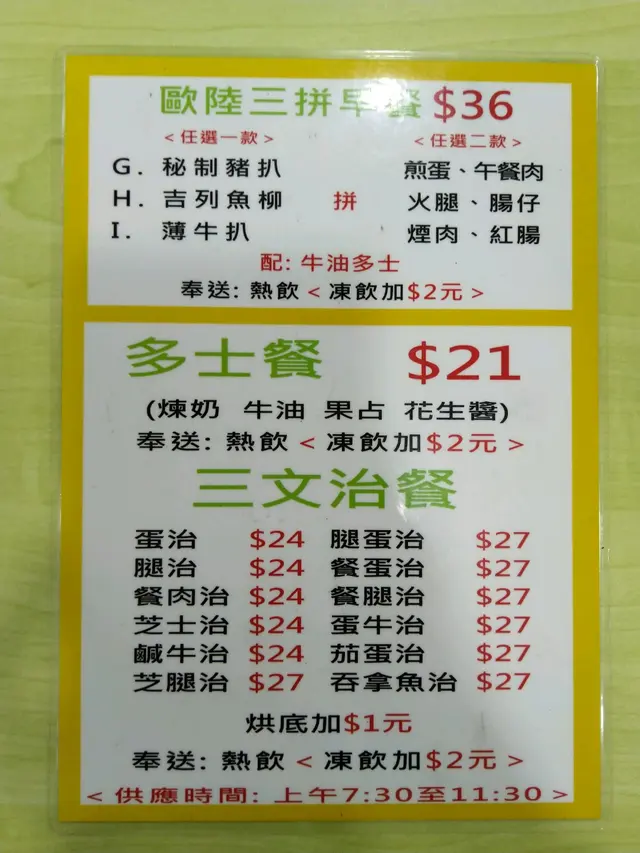 歐陸三拼早餐 $36
<任選一款> <任選二款>
G. 秘制豬扒 煎蛋、午餐肉
H. 吉列魚柳 拼 火腿、腸仔
I. 薄牛扒 煙肉、紅腸
配: 牛油多士
奉送: 熱飲 < 凍飲加$2元 >
多士餐 $21
(煉奶 牛油 果占 花生醬)
奉送: 熱飲 < 凍飲加$2元 >
三文治餐
蛋治 $24 腿蛋治 $27
腿治 $24 餐蛋治 $27
餐肉治 $24 餐腿治 $27
芝士治 $24 蛋牛治 $27
鹹牛治 $24 茄蛋治 $27
芝腿治 $27 吞拿魚治 $27
烘底加$1元
奉送: 熱飲 < 凍飲加$2元 >
< 供應時間: 上午7:30至11:30 >